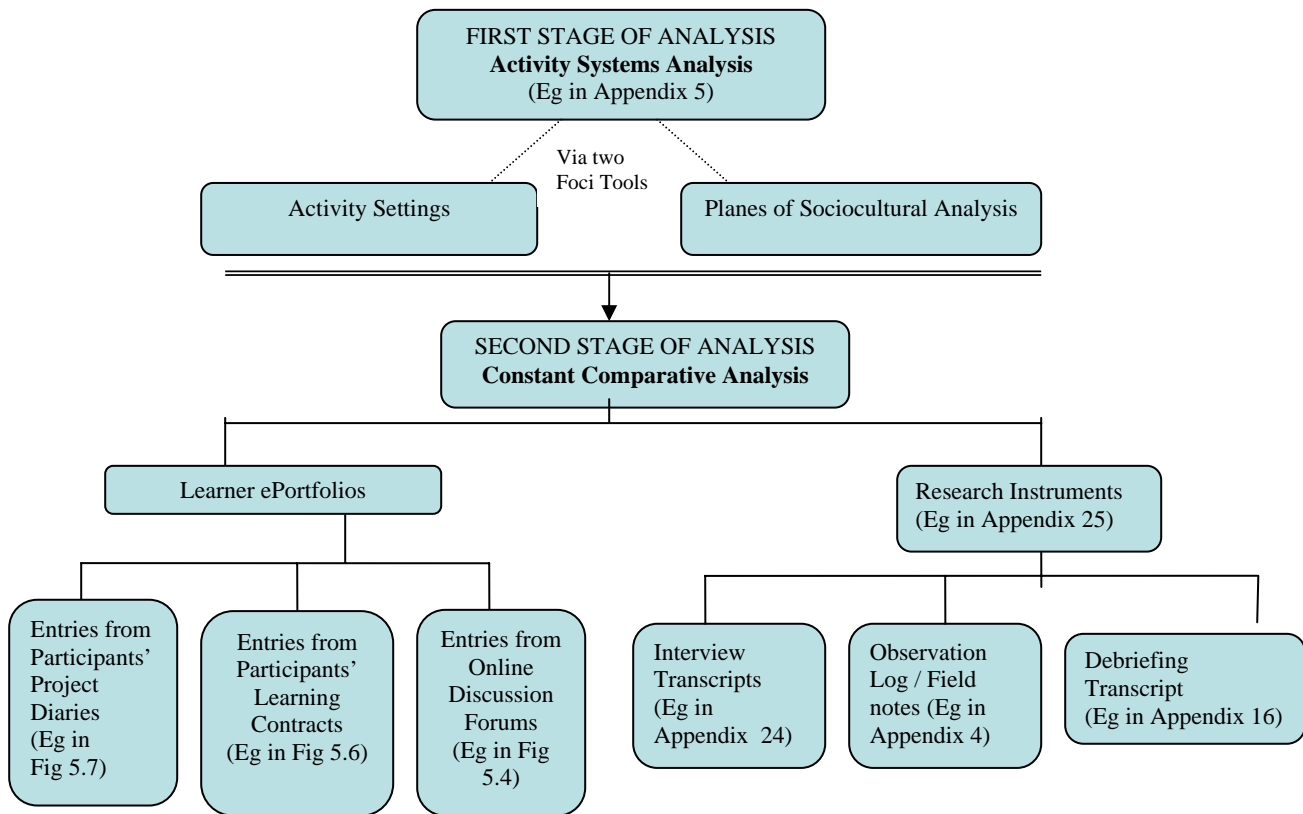 FIRST STAGE OF ANALYSIS
Activity Systems Analysis
(Eg in Appendix 5)
Via two
Foci Tools
Activity Settings
Planes of Sociocultural Analysis
SECOND STAGE OF ANALYSIS
Constant Comparative Analysis
Learner ePortfolios
Research Instruments
(Eg in Appendix 25)
Entries from
Participants’
Project
Diaries
(Eg in
Fig 5.7)
Entries from
Participants’
Learning
Contracts
(Eg in Fig 5.6)
Entries from
Online
Discussion
Forums
(Eg in Fig
5.4)
Interview
Transcripts
(Eg in
Appendix 24)
Observation
Log / Field
notes (Eg in
Appendix 4)
Debriefing
Transcript
(Eg in Appendix 16)